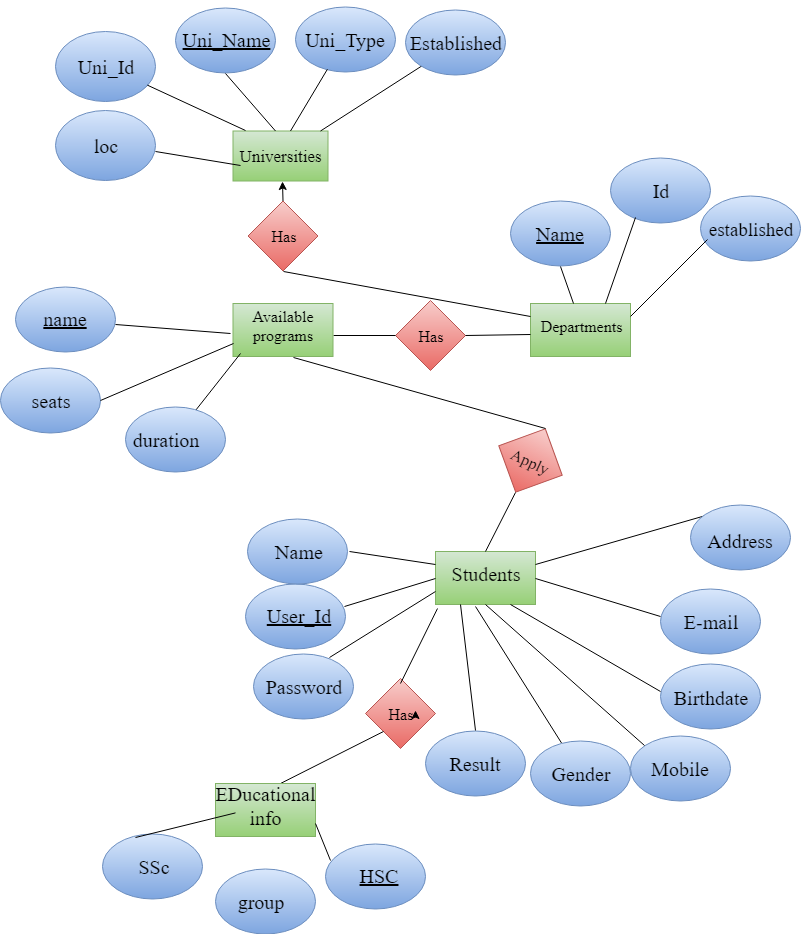 Uni_Name
Uni_Type
Established
Uni_Id
loc
Universities
Id
Name
established
Has
Available
programs
Has
Departments
name
seats
duration
Apply
Name
Students
Address
User_Id
E-mail
Password
Birthdate
Has
Result
Gender
Mobile
EDucational
info
SSc
HSC
group